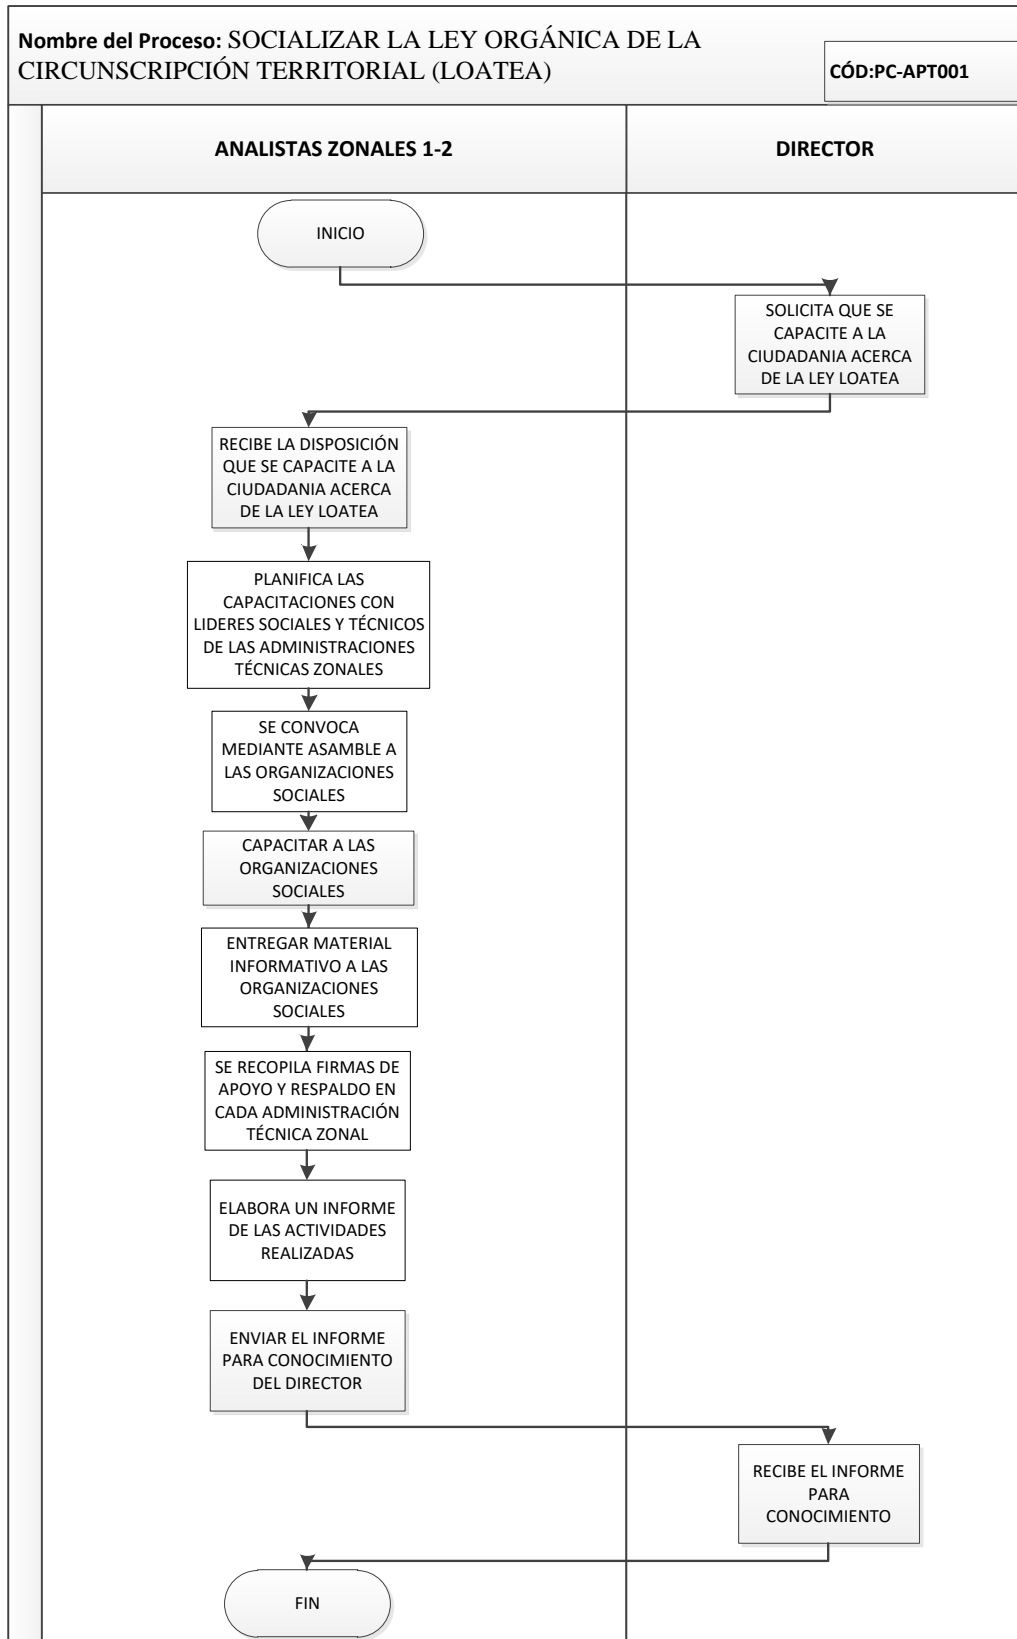 Nombre del Proceso: SOCIALIZAR LA LEY ORGÁNICA DE LA
CIRCUNSCRIPCIÓN TERRITORIAL (LOATEA)
CÓD:PC-APT001
ANALISTAS ZONALES 1-2
DIRECTOR
INICIO
SOLICITA QUE SE
CAPACITE A LA
CIUDADANIA ACERCA
DE LA LEY LOATEA
RECIBE LA DISPOSICIÓN
QUE SE CAPACITE A LA
CIUDADANIA ACERCA
DE LA LEY LOATEA
PLANIFICA LAS
CAPACITACIONES CON
LIDERES SOCIALES Y TÉCNICOS
DE LAS ADMINISTRACIONES
TÉCNICAS ZONALES
SE CONVOCA
MEDIANTE ASAMBLE A
LAS ORGANIZACIONES
SOCIALES
CAPACITAR A LAS
ORGANIZACIONES
SOCIALES
ENTREGAR MATERIAL
INFORMATIVO A LAS
ORGANIZACIONES
SOCIALES
SE RECOPILA FIRMAS DE
APOYO Y RESPALDO EN
CADA ADMINISTRACIÓN
TÉCNICA ZONAL
ELABORA UN INFORME
DE LAS ACTIVIDADES
REALIZADAS
ENVIAR EL INFORME
PARA CONOCIMIENTO
DEL DIRECTOR
RECIBE EL INFORME
PARA
CONOCIMIENTO
FIN